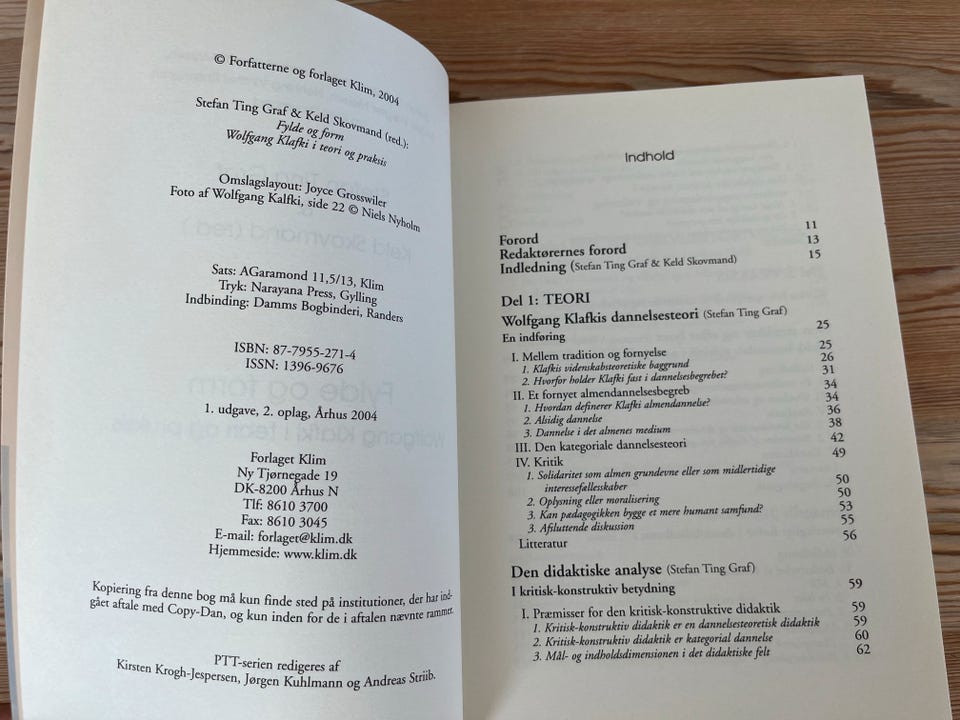 © Forfatterne og forlaget Klim, 2004
Stefan Ting Graf & Keld Skovmand (red.):
Fylde og form
Wolfgang Klafki i teori og praksis
Omslagslayout: Joyce Grosswiler
Foto af Wolfgang Kalfki, side 22 © Niels Nyholm
Sats: AGaramond 11,5/13, Klim
Tryk: Narayana Press, Gylling
Indbinding: Damms Bogbinderi, Randers
ISBN: 87-7955-271-4
ISSN: 1396-9676
1. udgave, 2. oplag, Århus 2004
Forlaget Klim
Ny Tjørnegade 19
DK-8200 Århus N
Tlf: 8610 3700
Fax: 8610 3045
E-mail: forlaget@klim.dk
Hjemmeside: www.klim.dk
Kopiering fra denne bog må kun finde sted på institutioner, der har ind-
gået aftale med Copy-Dan, og kun inden for de i aftalen nævnte rammer.
PTT-serien redigeres af
Kirsten Krogh-Jespersen, Jørgen Kuhlmann og Andreas Striib.
Indhold
Forord 11
Redaktørernes forord 13
Indledning (Stefan Ting Graf & Keld Skovmand) 15
Del 1: TEORI
Wolfgang Klafkis dannelsesteori (Stefan Ting Graf)
En indføring 25
I. Mellem tradition og fornyelse 25
1. Klafkis videnskabsteoretiske baggrund 26
2. Hvorfor holder Klafki fast i dannelsesbegrebet? 31
II. Et fornyet almendannelsesbegreb 34
1. Hvordan definerer Klafki almendannelse? 34
2. Alsidig dannelse 36
3. Dannelse i det almenes medium 38
III. Den kategoriale dannelsesteori 42
IV. Kritik 49
1. Solidaritet som almen grundevne eller som midlertidige
interessefællesskaber 50
2. Oplysning eller moralisering 50
3. Kan pædagogikken bygge et mere humant samfund? 53
3. Afsluttende diskussion 55
Litteratur 56
Den didaktiske analyse (Stefan Ting Graf)
I kritisk-konstruktiv betydning 59
I. Præmisser for den kritisk-konstruktive didaktik 59
1. Kritisk-konstruktiv didaktik er en dannelsesteoretisk didaktik 59
2. Kritisk-konstruktiv didaktik er kategorial dannelse 60
3. Mål- og indholdsdimensionen i det didaktiske felt 62